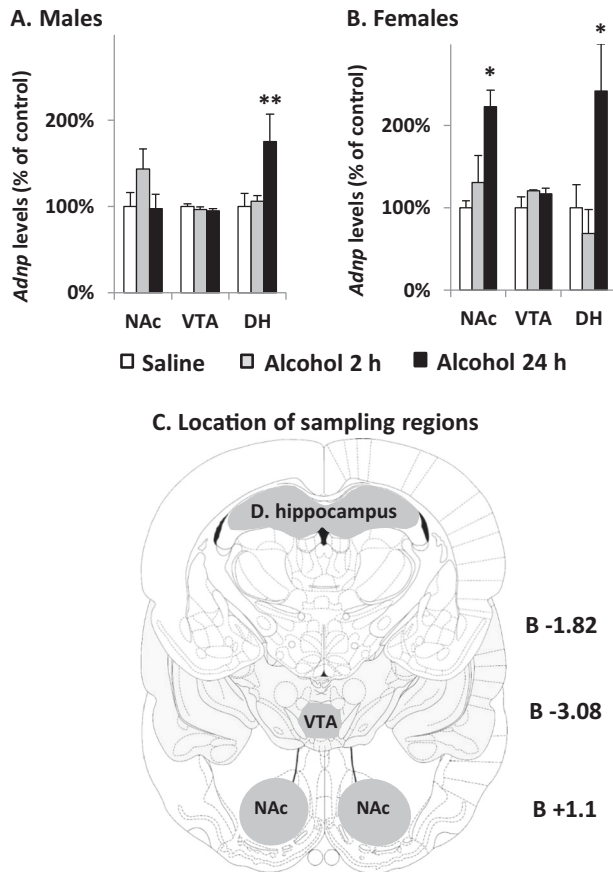 A. Males
Adnp levels (% of control)
200%
100%
0%
**
NAc VTA DH
B. Females
Adnp levels (% of control)
200%
100%
0%
*
*
NAc VTA DH
Saline Alcohol 2 h Alcohol 24 h
C. Location of sampling regions
D. hippocampus
B -1.82
VTA
B -3.08
NAc NAc
B +1.1